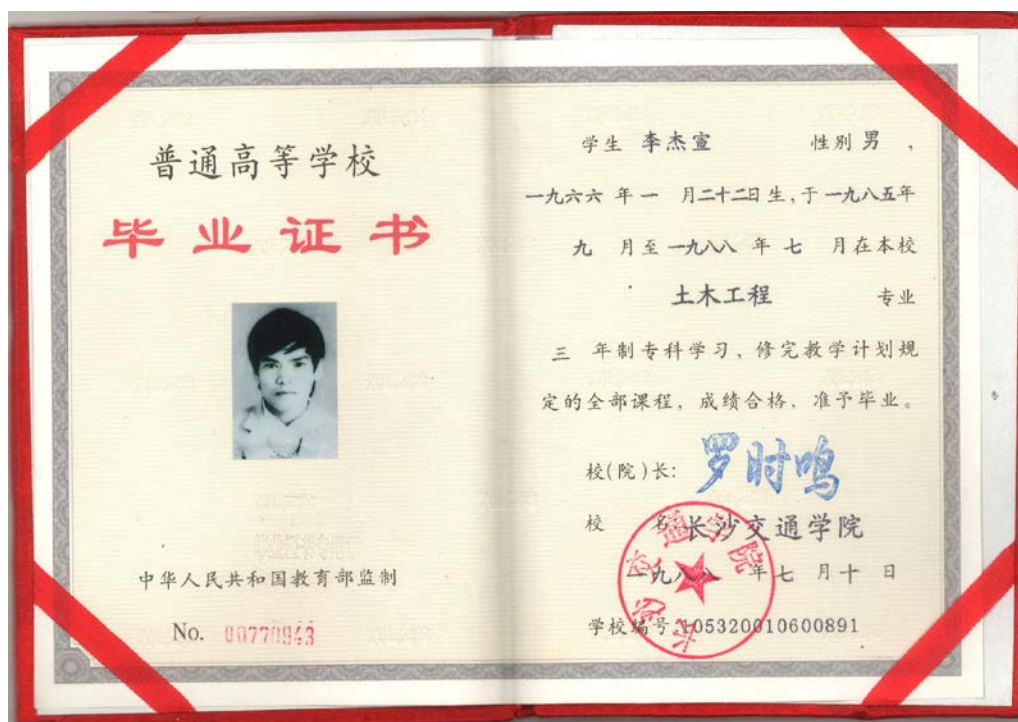 普通高等学校
毕业证书
中华人民共和国教育部监制
No. 00770943
学生 李杰宣 性别 男 ,
一九六六 年 一 月二十二日生,于 一九八五年
九 月至 一九八八 年 七 月在本校
土木工程 专业
三 年制专科学习，修完教学计划规
定的全部课程，成绩合格，准予毕业。
校(院)长: 罗时鸣
校 名 长沙交通学院
一九八八 年 七 月 十 日
学校编号 105320010600891
长沙交通学院